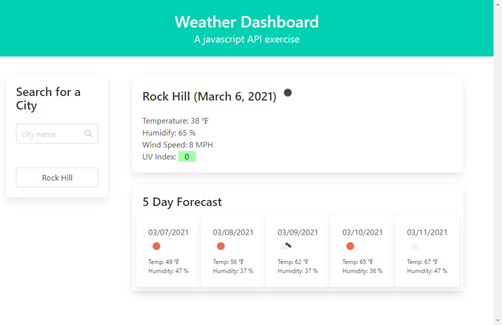 Weather Dashboard
A javascript API exercise
Search for a
City
city name
Rock Hill
Rock Hill (March 6, 2021)
Temperature: 38 °F
Humidify: 65 %
Wind Speed: 8 MPH
UV Index: 0
5 Day Forecast
03/07/2021
Temp: 49 °F
Humidity: 47 %
03/08/2021
Temp: 56 °F
Humidity: 37 %
03/09/2021
Temp: 62 °F
Humidity: 37 %
03/10/2021
Temp: 65 °F
Humidity: 36 %
03/11/2021
Temp: 67 °F
Humidity: 47 %